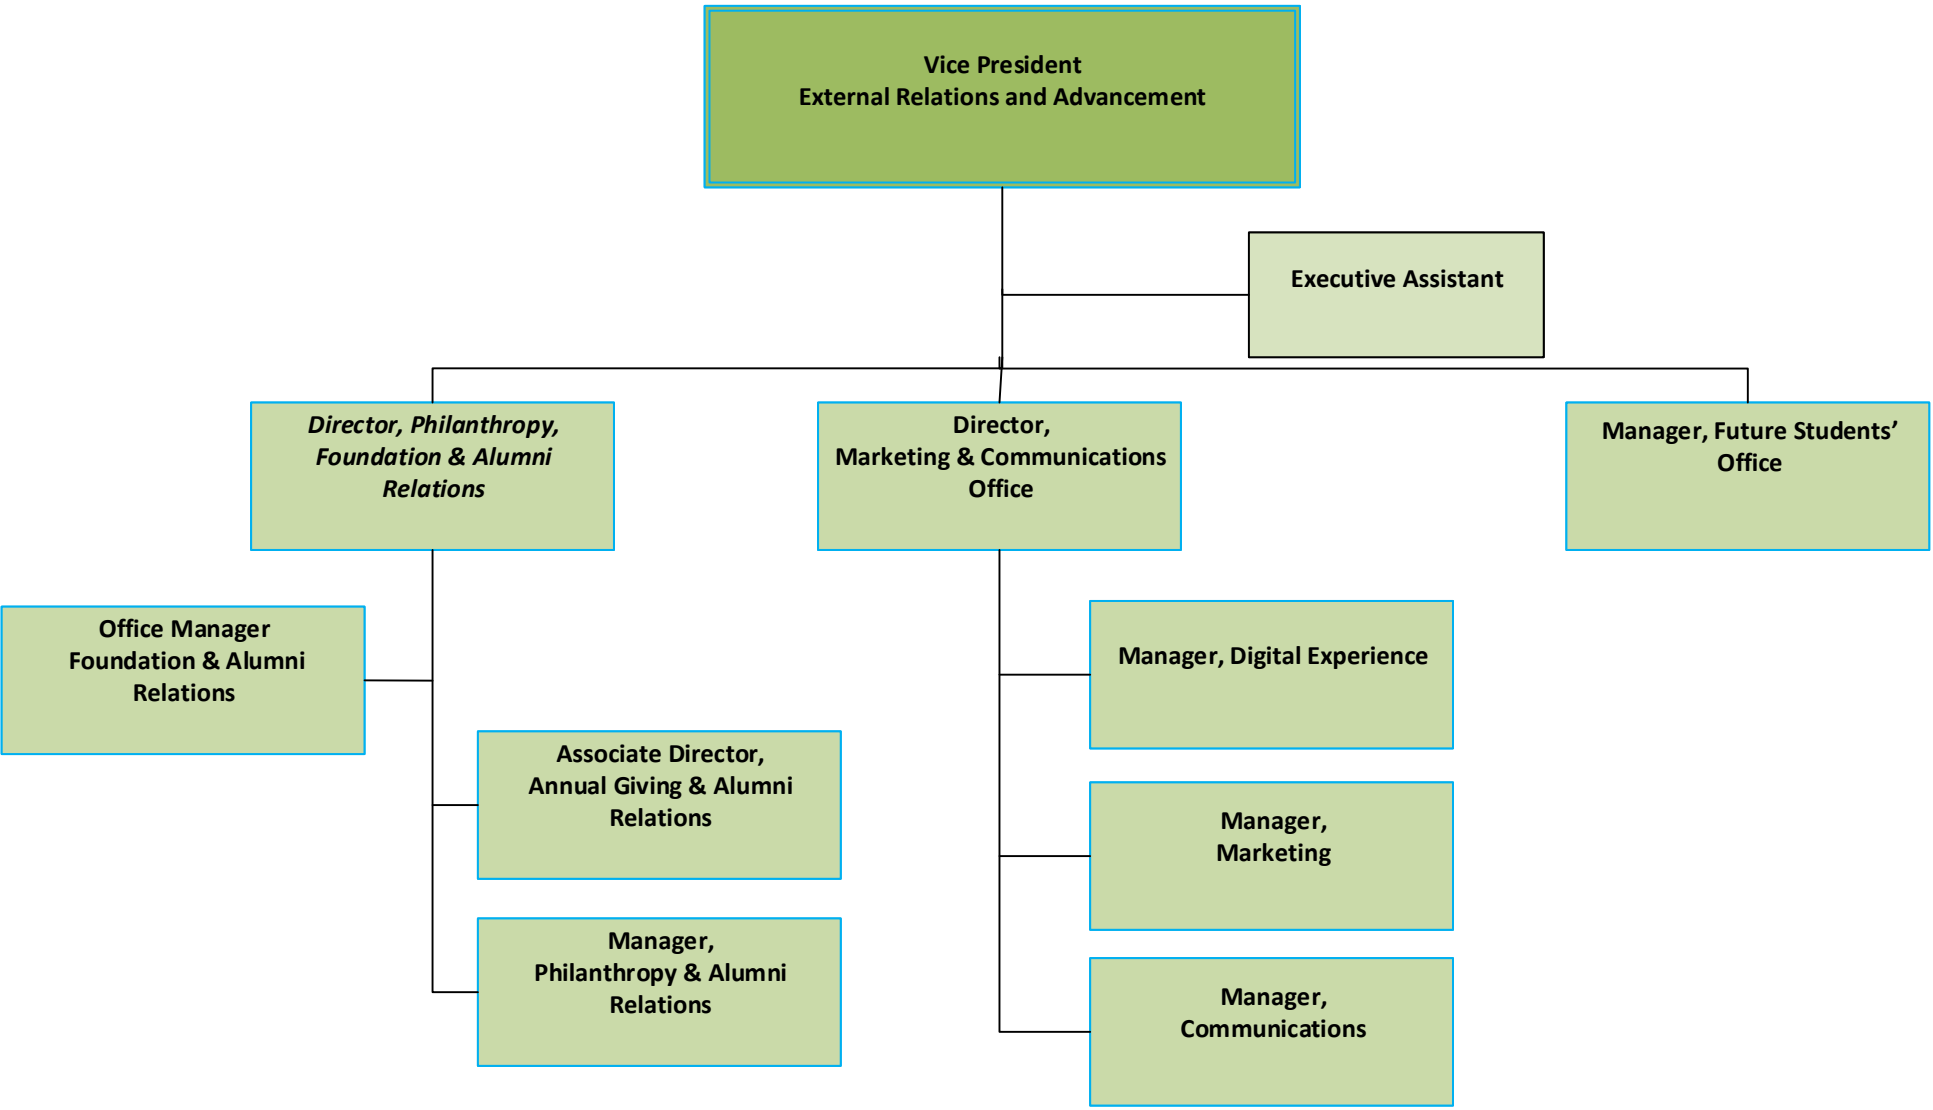 Vice President
External Relations and Advancement
Executive Assistant
Director, Philanthropy,
Foundation & Alumni
Relations
Director,
Marketing & Communications
Office
Manager, Future Students’
Office
Office Manager
Foundation & Alumni
Relations
Manager, Digital Experience
Associate Director,
Annual Giving & Alumni
Relations
Manager,
Marketing
Manager,
Philanthropy & Alumni
Relations
Manager,
Communications